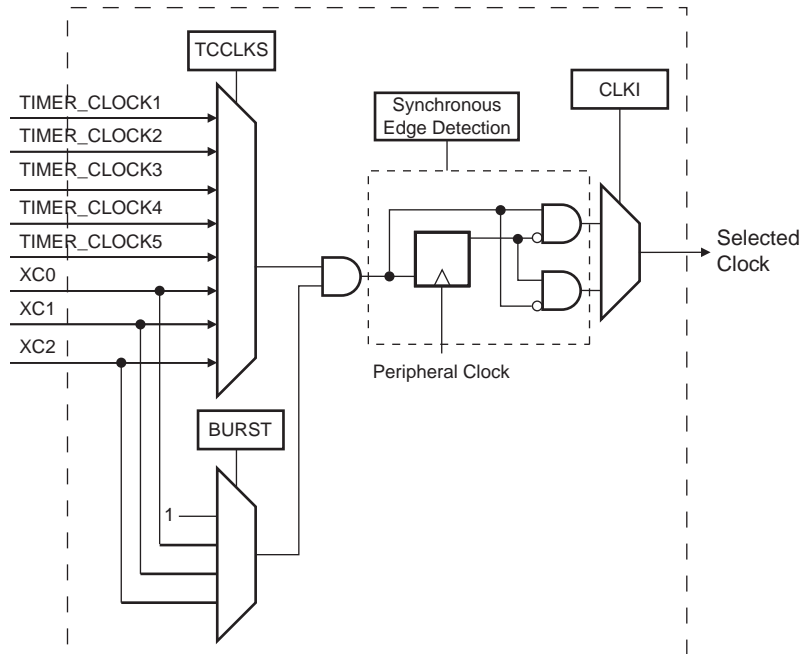 TCCLKS
TIMER_CLOCK1
TIMER_CLOCK2
TIMER_CLOCK3
TIMER_CLOCK4
TIMER_CLOCK5
XC0
XC1
XC2
Synchronous
Edge Detection
CLKI
Selected
Clock
Peripheral Clock
BURST
1